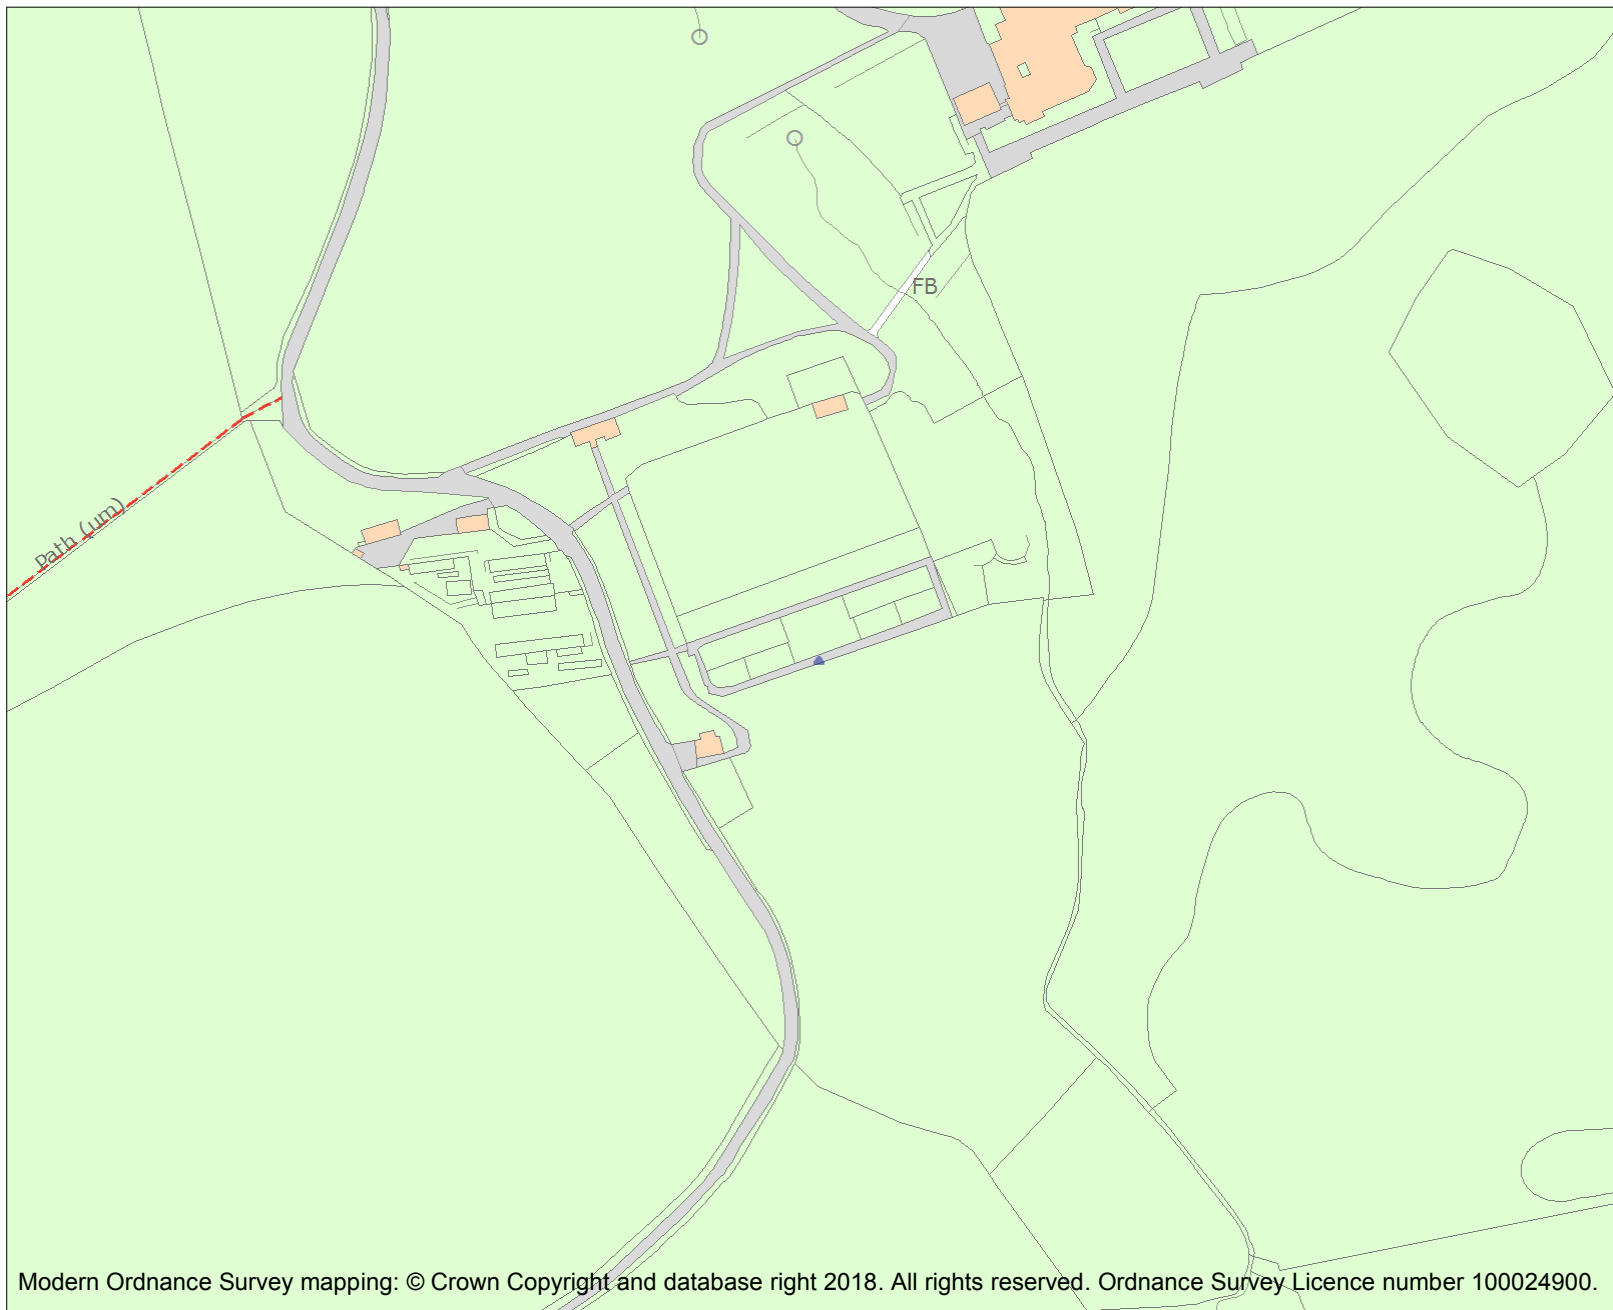 FB
Path (um)
Modern Ordnance Survey mapping: © Crown Copyright and database right 2018. All rights reserved. Ordnance Survey Licence number 100024900.